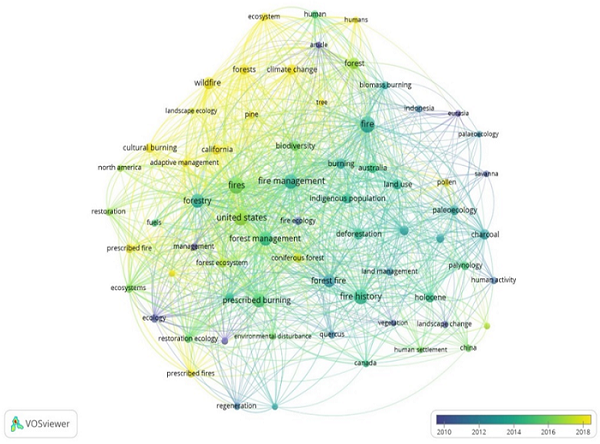 ecosystem
human
humans
article
forests
climate change
forest
wildfire
biomass burning
landscape ecology
tree
indonesia
eurasia
pine
fire
palaeoecology
cultural burning
california
biodiversity
north america
adaptive management
burning
australia
savanna
fires
fire management
land use
pollen
forestry
indigenous population
restoration
united states
paleoecology
fuels
fire ecology
prescribed fire
management
forest management
deforestation
charcoal
forest ecosystem
coniferous forest
land management
palynology
ecosystems
forest fire
human activity
prescribed burning
fire history
holocene
ecology
vegetation
landscape change
restoration ecology
environmental disturbance
quercus
human settlement
china
canada
prescribed fires
regeneration
VOSviewer
2010 2012 2014 2016 2018